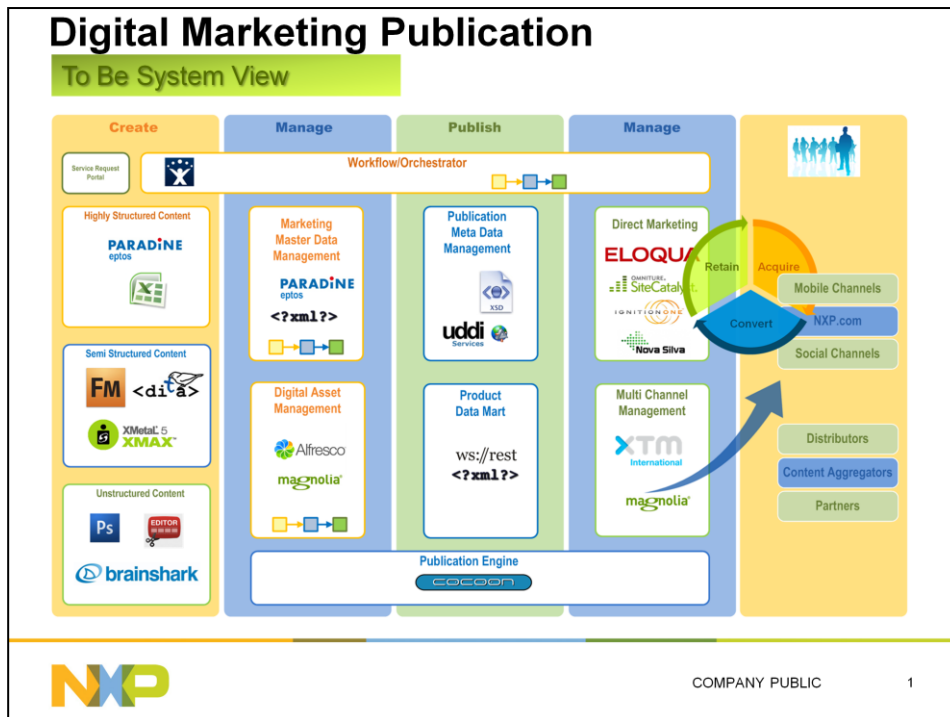 Digital Marketing Publication
To Be System View
Create
Manage
Publish
Manage
Service Request
Portal
Workflow/Orchestrator
Highly Structured Content
PARADiNE
eptos
Semi Structured Content
FM
<dita>
XMetaL 5
XMAX™
Unstructured Content
Ps
EDITOR
brainshark
Marketing
Master Data
Management
PARADiNE
eptos
<?xml?>
Digital Asset
Management
Alfresco
magnolia®
Publication
Meta Data
Management
XSD
uddi
Services
Product
Data Mart
ws://rest
<?xml?>
Publication Engine
COCOON
Direct Marketing
ELOQUA
OMNITURE®
SiteCatalyst®
IGNITIONONE
Nova Silva
Multi Channel
Management
XTM
International
magnolia®
Retain
Acquire
Convert
Mobile Channels
NXP.com
Social Channels
Distributors
Content Aggregators
Partners
NXP
COMPANY PUBLIC
1